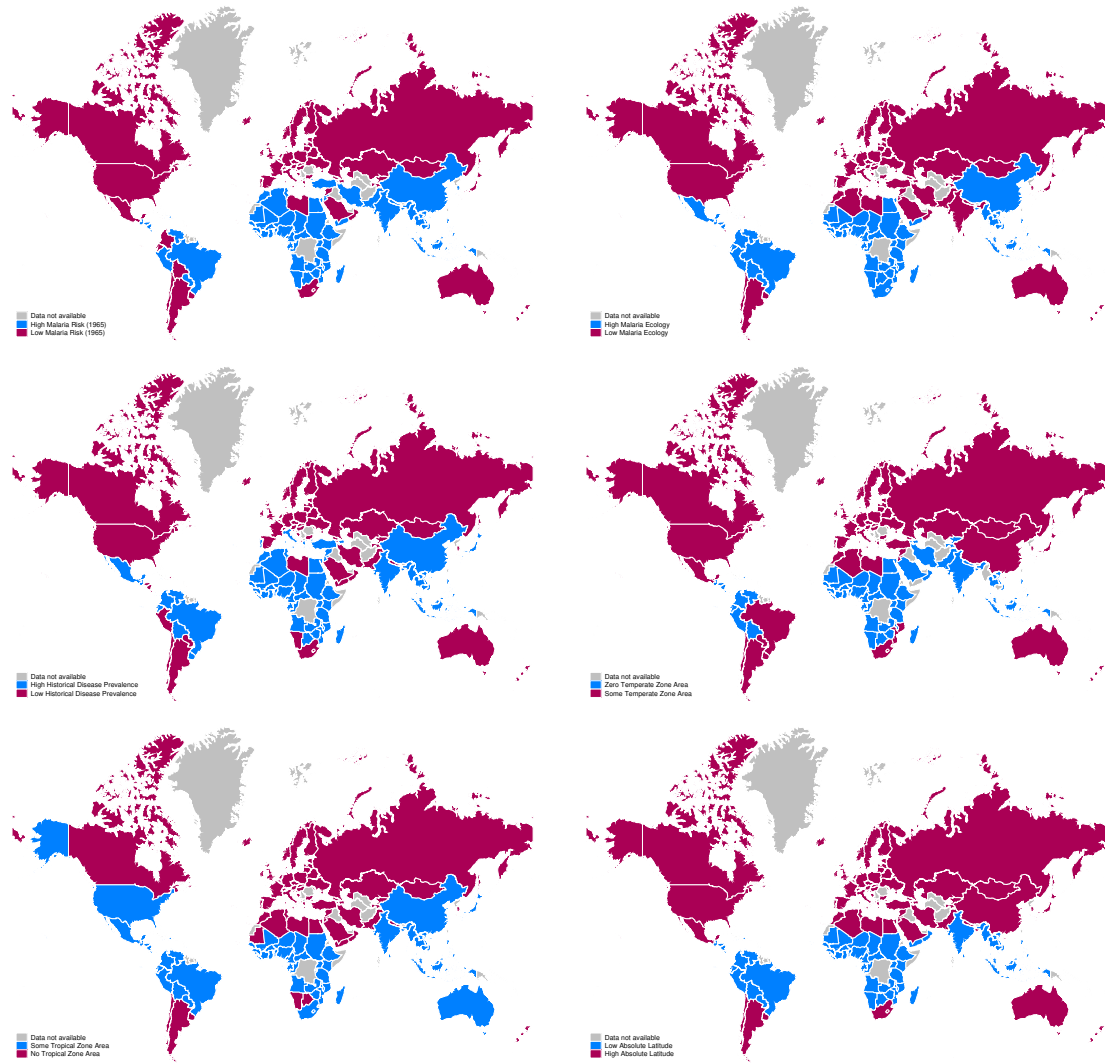 Data not available
High Malaria Risk (1965)
Low Malaria Risk (1965)
Data not available
High Malaria Ecology
Low Malaria Ecology
Data not available
High Historical Disease Prevalence
Low Historical Disease Prevalence
Data not available
Zero Temperate Zone Area
Some Temperate Zone Area
Data not available
Some Tropical Zone Area
No Tropical Zone Area
Data not available
Low Absolute Latitude
High Absolute Latitude